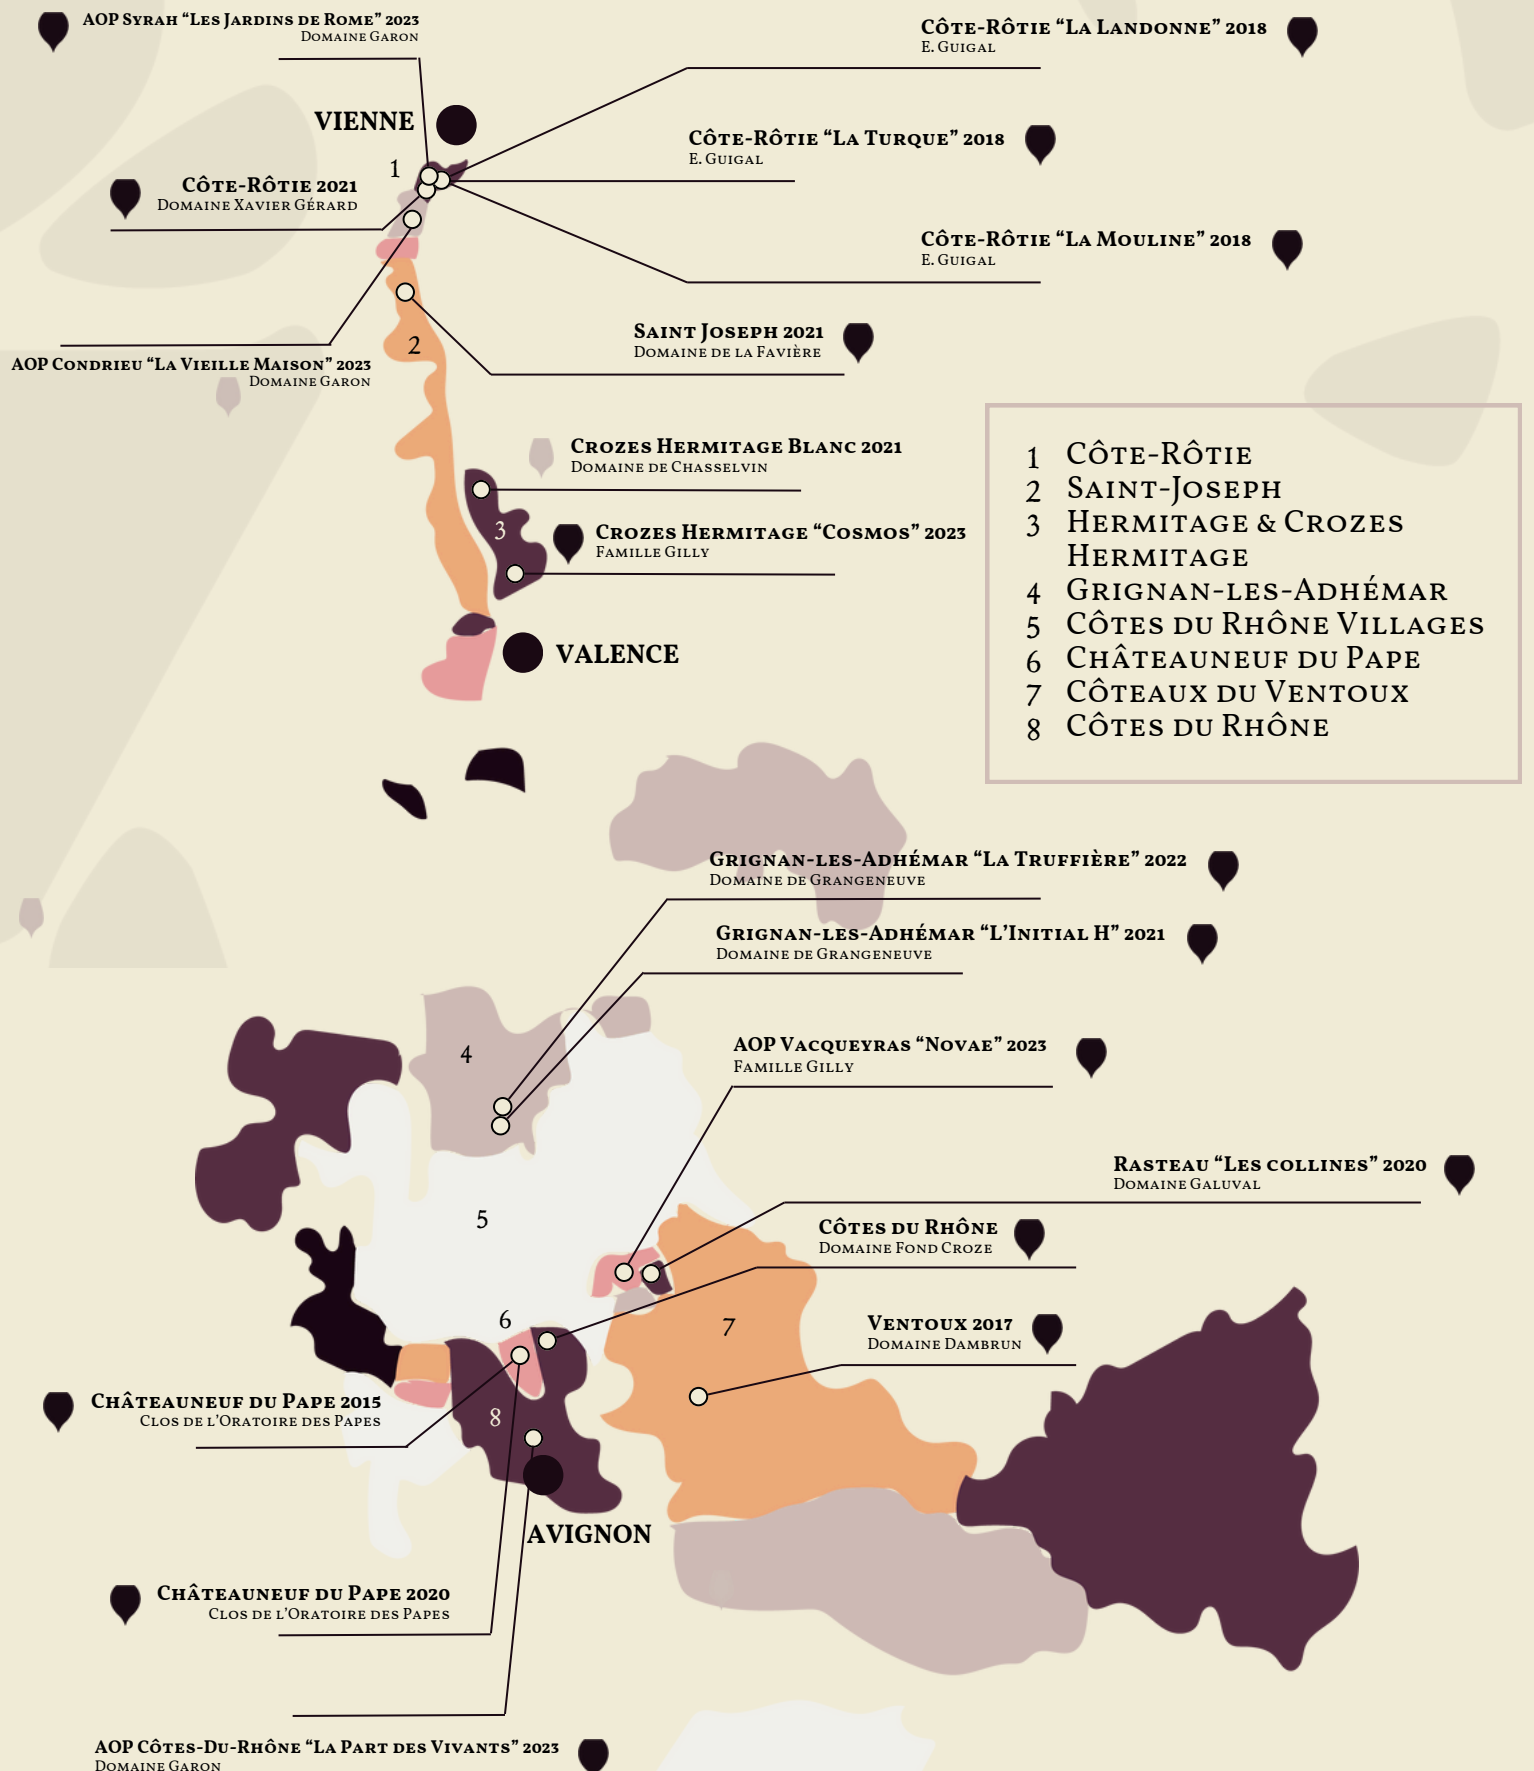 AOP Syrah “Les Jardins de Rome” 2023
Domaine Garon
Côte-Rôtie “La Landonne” 2018
E. Guigal
VIENNE
Côte-Rôtie “La Turque” 2018
E. Guigal
1
Côte-Rôtie 2021
Domaine Xavier Gérard
Côte-Rôtie “La Mouline” 2018
E. Guigal
Saint Joseph 2021
Domaine de la Favière
2
AOP Condrieu “La Vieille Maison” 2023
Domaine Garon
Crozes Hermitage Blanc 2021
Domaine de Chasselvin
3
Crozes Hermitage “Cosmos” 2023
Famille Gilly
VALENCE
1 Côte-Rôtie
2 Saint-Joseph
3 Hermitage & Crozes
Hermitage
4 Grignan-les-Adhémar
5 Côtes du Rhône Villages
6 Châteauneuf du Pape
7 Côteaux du Ventoux
8 Côtes du Rhône
Grignan-les-Adhémar “La Truffière” 2022
Domaine de Grangeneuve
Grignan-les-Adhémar “L’Initial H” 2021
Domaine de Grangeneuve
4
AOP Vacqueyras “Novae” 2023
Famille Gilly
Rasteau “Les collines” 2020
Domaine Galuval
5
Côtes du Rhône
Domaine Fond Croze
6
7
Ventoux 2017
Domaine Dambrun
Châteauneuf du Pape 2015
Clos de l’Oratoire des Papes
8
AVIGNON
Châteauneuf du Pape 2020
Clos de l’Oratoire des Papes
AOP Côtes-Du-Rhône “La Part des Vivants” 2023
Domaine Garon